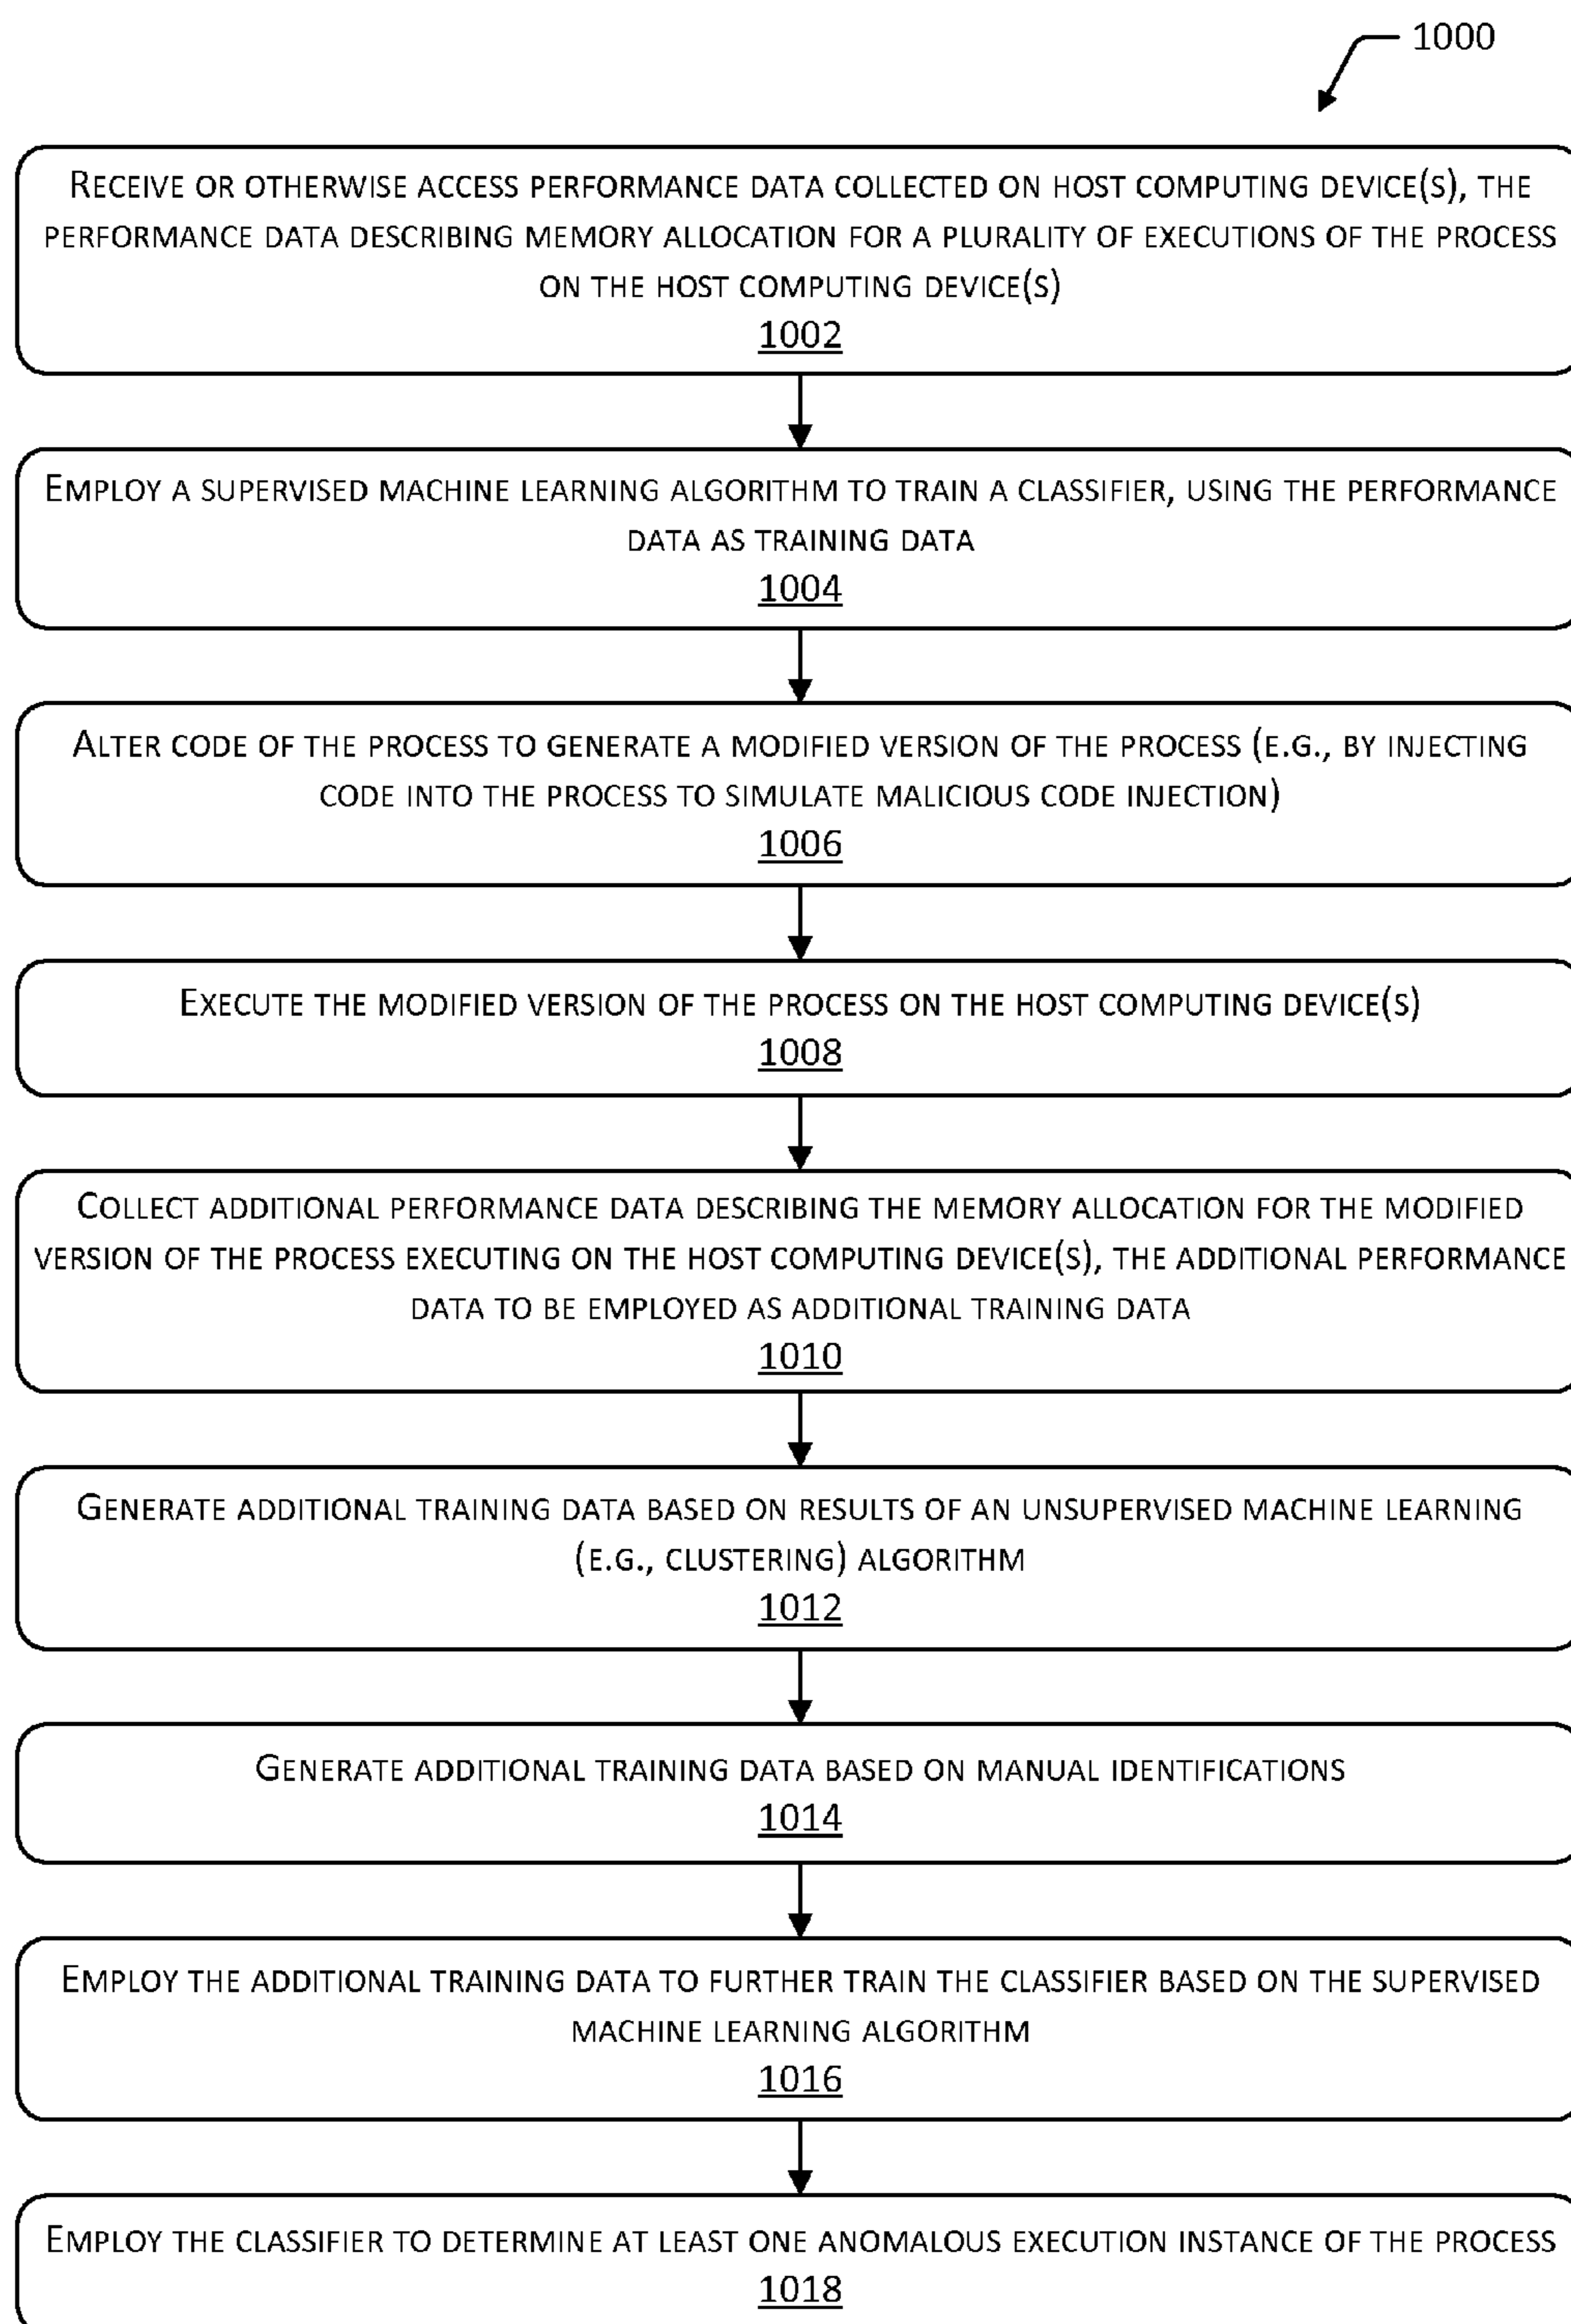 1000
RECEIVE OR OTHERWISE ACCESS PERFORMANCE DATA COLLECTED ON HOST COMPUTING DEVICE(S), THE
PERFORMANCE DATA DESCRIBING MEMORY ALLOCATION FOR A PLURALITY OF EXECUTIONS OF THE PROCESS
ON THE HOST COMPUTING DEVICE(S)
1002
EMPLOY A SUPERVISED MACHINE LEARNING ALGORITHM TO TRAIN A CLASSIFIER, USING THE PERFORMANCE
DATA AS TRAINING DATA
1004
ALTER CODE OF THE PROCESS TO GENERATE A MODIFIED VERSION OF THE PROCESS (E.G., BY INJECTING
CODE INTO THE PROCESS TO SIMULATE MALICIOUS CODE INJECTION)
1006
EXECUTE THE MODIFIED VERSION OF THE PROCESS ON THE HOST COMPUTING DEVICE(S)
1008
COLLECT ADDITIONAL PERFORMANCE DATA DESCRIBING THE MEMORY ALLOCATION FOR THE MODIFIED
VERSION OF THE PROCESS EXECUTING ON THE HOST COMPUTING DEVICE(S), THE ADDITIONAL PERFORMANCE
DATA TO BE EMPLOYED AS ADDITIONAL TRAINING DATA
1010
GENERATE ADDITIONAL TRAINING DATA BASED ON RESULTS OF AN UNSUPERVISED MACHINE LEARNING
(E.G., CLUSTERING) ALGORITHM
1012
GENERATE ADDITIONAL TRAINING DATA BASED ON MANUAL IDENTIFICATIONS
1014
EMPLOY THE ADDITIONAL TRAINING DATA TO FURTHER TRAIN THE CLASSIFIER BASED ON THE SUPERVISED
MACHINE LEARNING ALGORITHM
1016
EMPLOY THE CLASSIFIER TO DETERMINE AT LEAST ONE ANOMALOUS EXECUTION INSTANCE OF THE PROCESS
1018